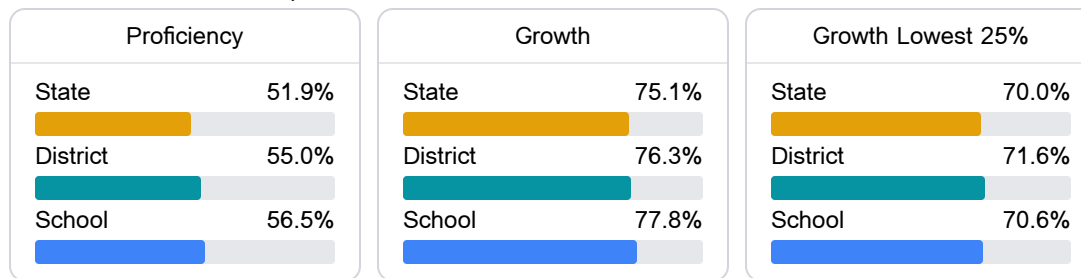 Proficiency
State 51.9%
District 55.0%
School 56.5%
Growth
State 75.1%
District 76.3%
School 77.8%
Growth Lowest 25%
State 70.0%
District 71.6%
School 70.6%